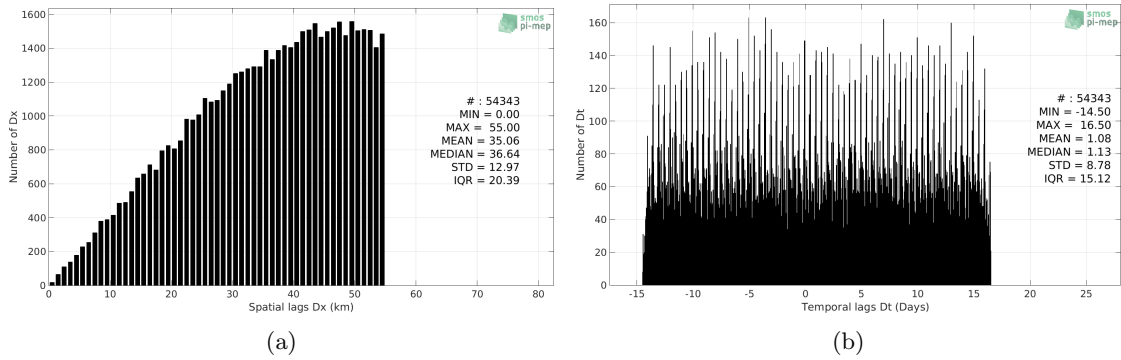 smos
pi-mep
# : 54343
MIN = 0.00
MAX = 55.00
MEAN = 35.06
MEDIAN = 36.64
STD = 12.97
IQR = 20.39
Number of Dx
1600
1400
1200
1000
800
600
400
200
0
0 10 20 30 40 50 60 70 80
Spatial lags Dx (km)
(a)
smos
pi-mep
# : 54343
MIN = -14.50
MAX = 16.50
MEAN = 1.08
MEDIAN = 1.13
STD = 8.78
IQR = 15.12
Number of Dt
160
140
120
100
80
60
40
20
0
-15 -10 -5 0 5 10 15 20 25
Temporal lags Dt (Days)
(b)